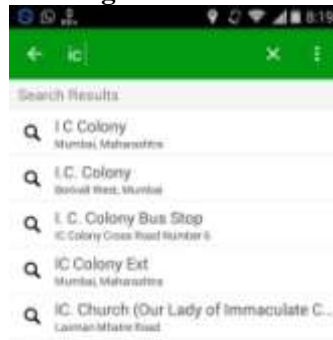 8:19
ic
Search Results
I C Colony
Mumbai, Maharashtra
I.C. Colony
Borivali West, Mumbai
I. C. Colony Bus Stop
IC Colony Cross Road Number 6
IC Colony Ext
Mumbai, Maharashtra
IC. Church (Our Lady of Immaculate C...
Laxman Mhatre Road